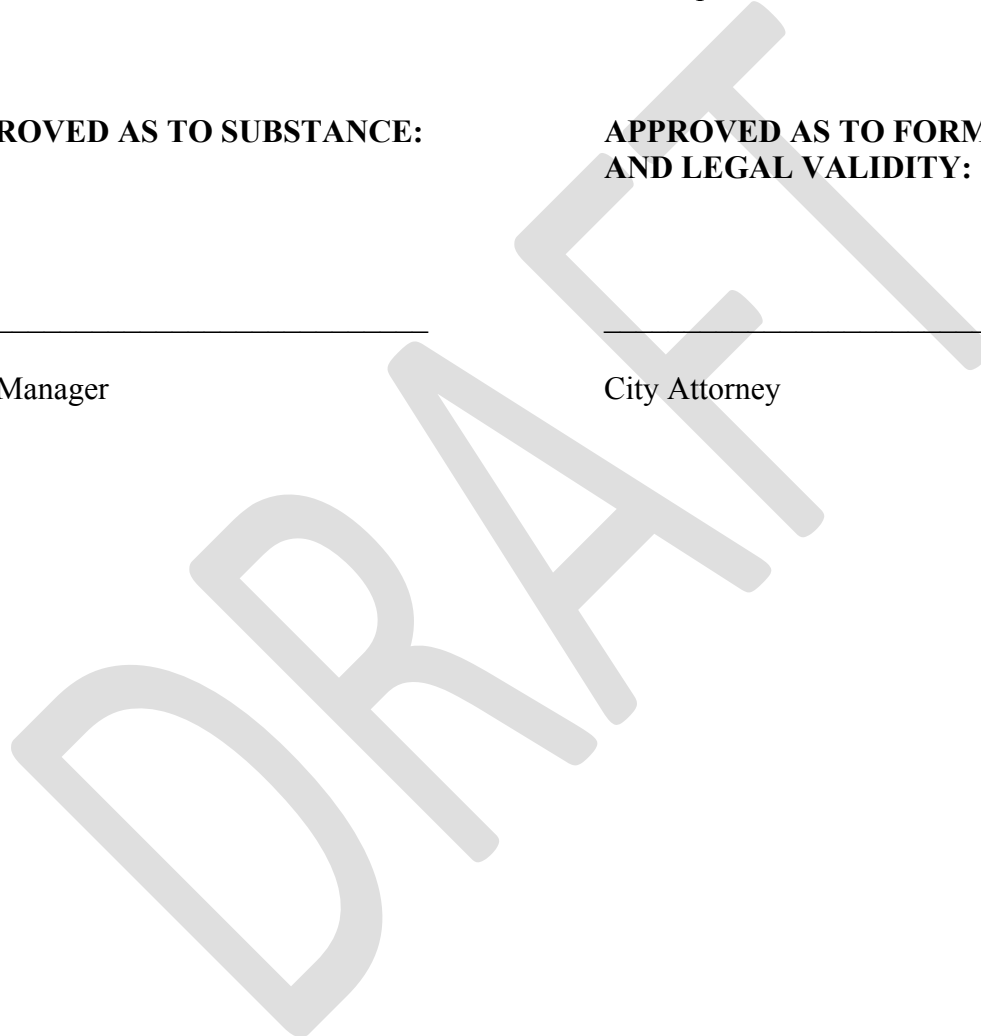 ROVED AS TO SUBSTANCE:
APPROVED AS TO FORM
AND LEGAL VALIDITY:
Manager
City Attorney
DRAFT